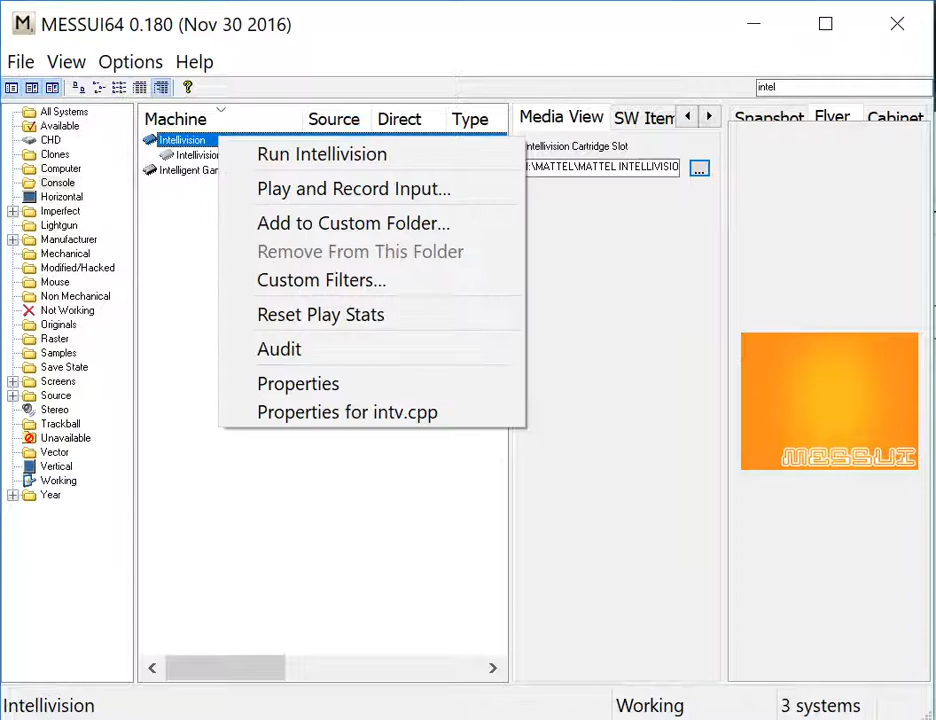 MESSUI64 0.180 (Nov 30 2016)
File View Options Help
intel
All Systems
Available
CHD
Clones
Computer
Console
Horizontal
Imperfect
Lightgun
Manufacturer
Mechanical
Modified/Hacked
Mouse
Non Mechanical
Not Working
Originals
Raster
Samples
Save State
Screens
Source
Stereo
Trackball
Unavailable
Vector
Vertical
Working
Year
Machine Source Direct Type
Intellivision
Intellivision
Intelligent Gar
Run Intellivision
Play and Record Input...
Add to Custom Folder...
Remove From This Folder
Custom Filters...
Reset Play Stats
Audit
Properties
Properties for intv.cpp
Media View SW Item
ntellivision Cartridge Slot
:\MATTEL\MATTEL INTELLIVISIO ...
Snapshot Flyer Cabinet
MESSUI
Intellivision Working 3 systems